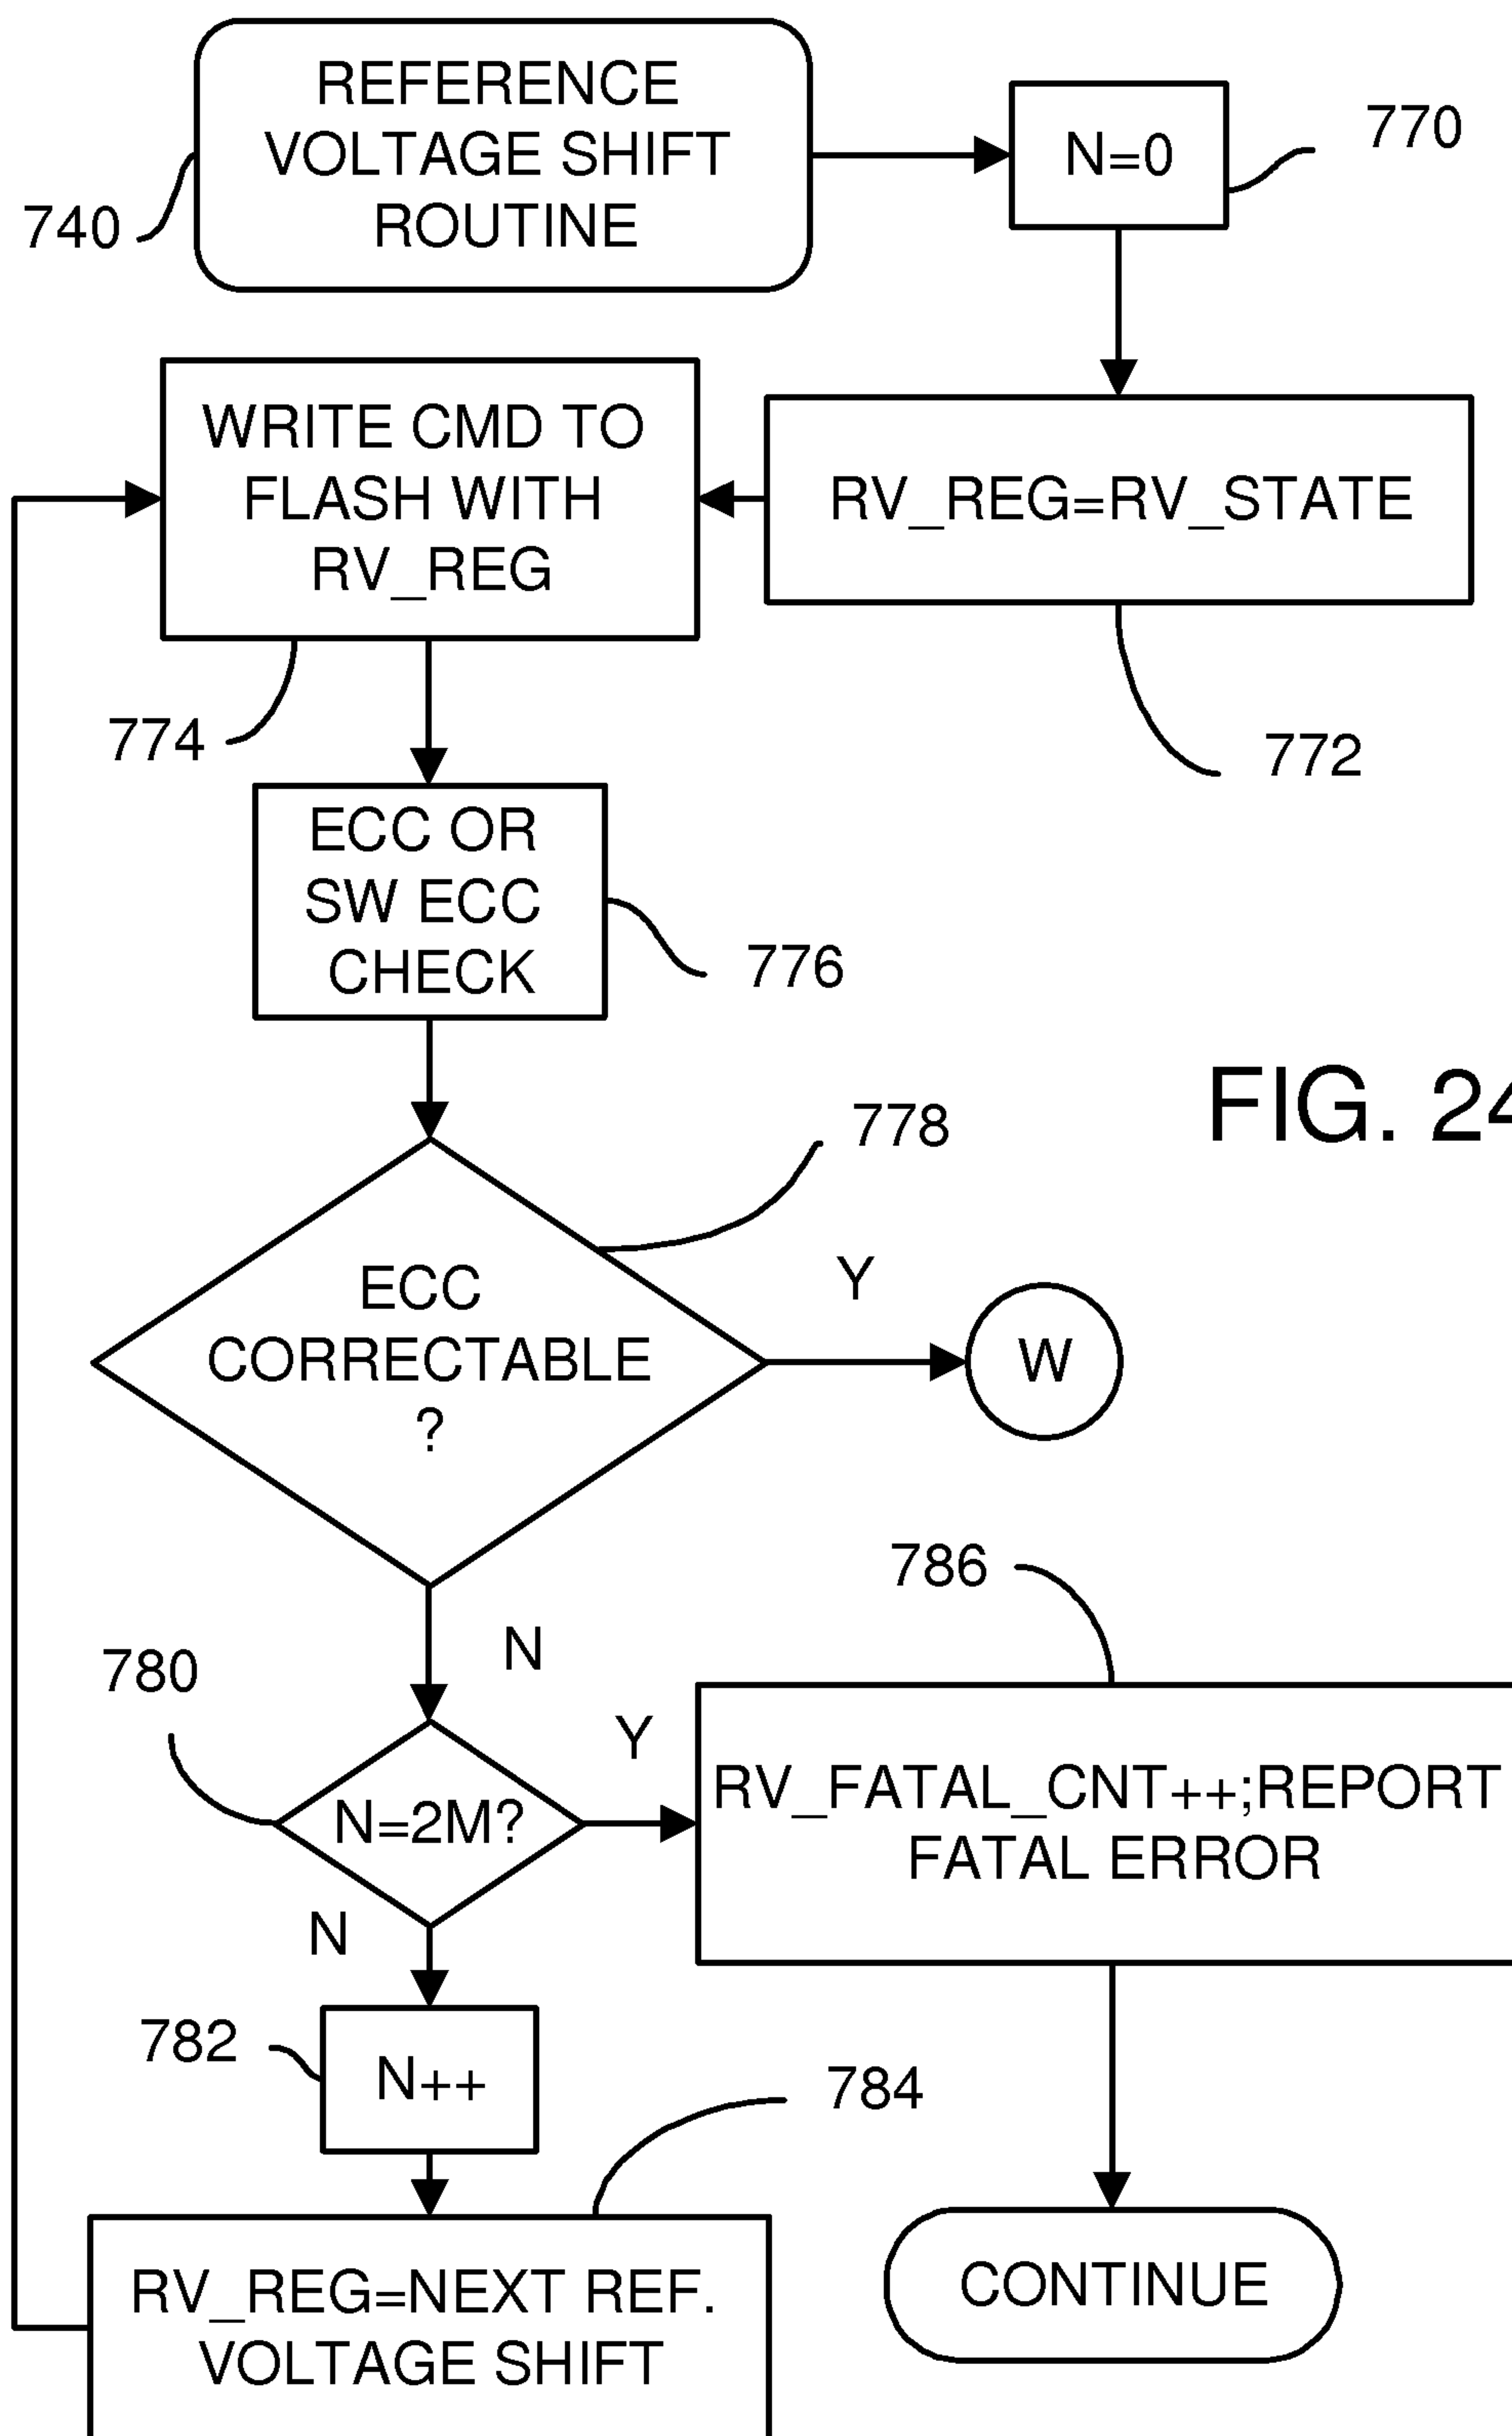 REFERENCE
VOLTAGE SHIFT
ROUTINE
740
N=0
770
WRITE CMD TO
FLASH WITH
RV_REG
774
RV_REG=RV_STATE
772
ECC OR
SW ECC
CHECK
776
FIG. 24
778
ECC
CORRECTABLE
?
Y
W
N
786
780
N=2M?
Y
RV_FATAL_CNT++;REPORT
FATAL ERROR
N
782
N++
784
RV_REG=NEXT REF.
VOLTAGE SHIFT
CONTINUE